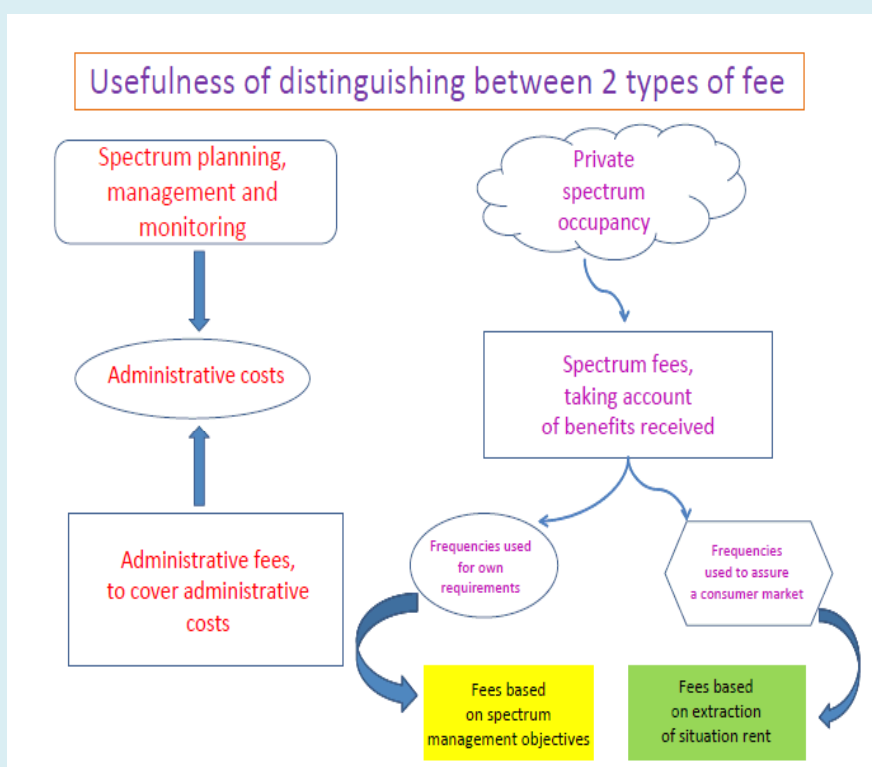 Usefulness of distinguishing between 2 types of fee
Spectrum planning,
management and
monitoring
Administrative costs
Administrative fees,
to cover administrative
costs
Private
spectrum
occupancy
Spectrum fees,
taking account
of benefits received
Frequencies used
for own
requirements
Frequencies
used to assure
a consumer market
Fees based
on spectrum
management objectives
Fees based
on extraction
of situation rent